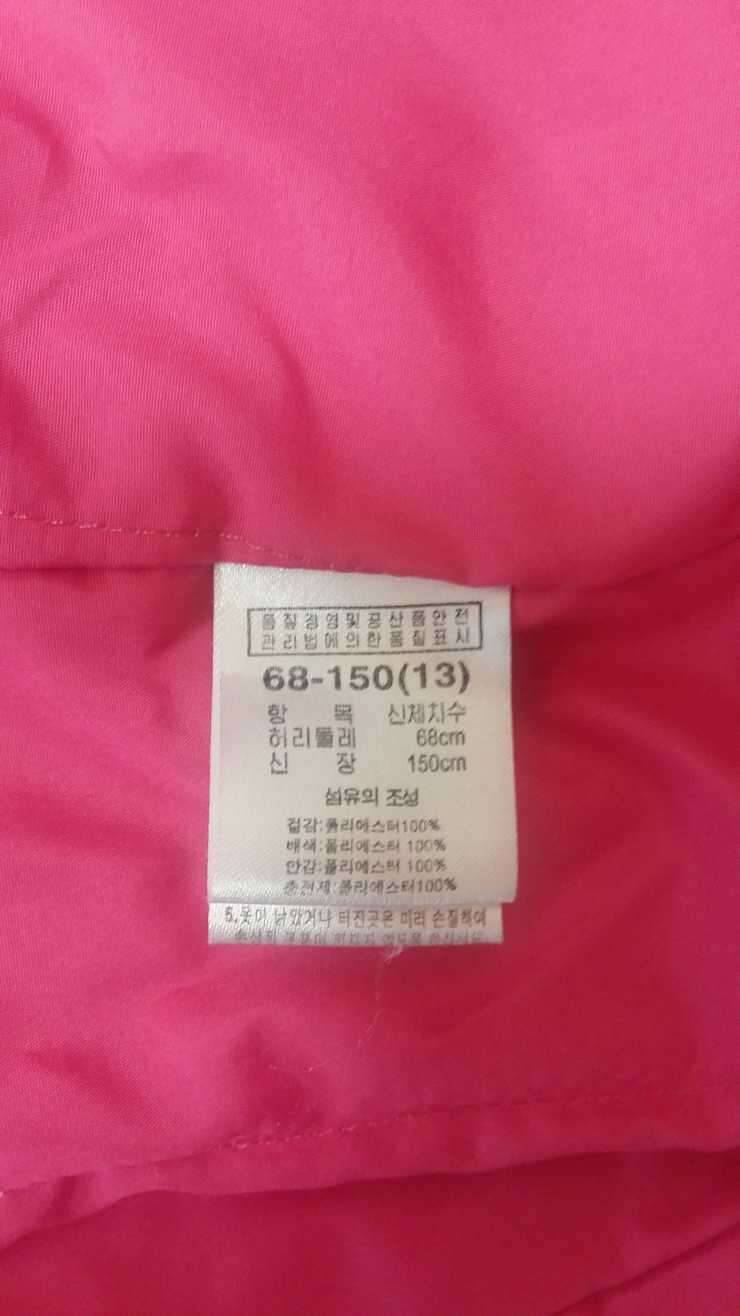 품질경영및공산품안전
관리법에의한품질표시
68-150(13)
항 목 신체치수
허리둘레 68cm
신 장 150cm
섬유의 조성
겉감:폴리에스터100%
배색:폴리에스터 100%
안감:폴리에스터 100%
충전재:폴리에스터100%
5.옷이 낡았거나 터진곳은 미리 손질하여